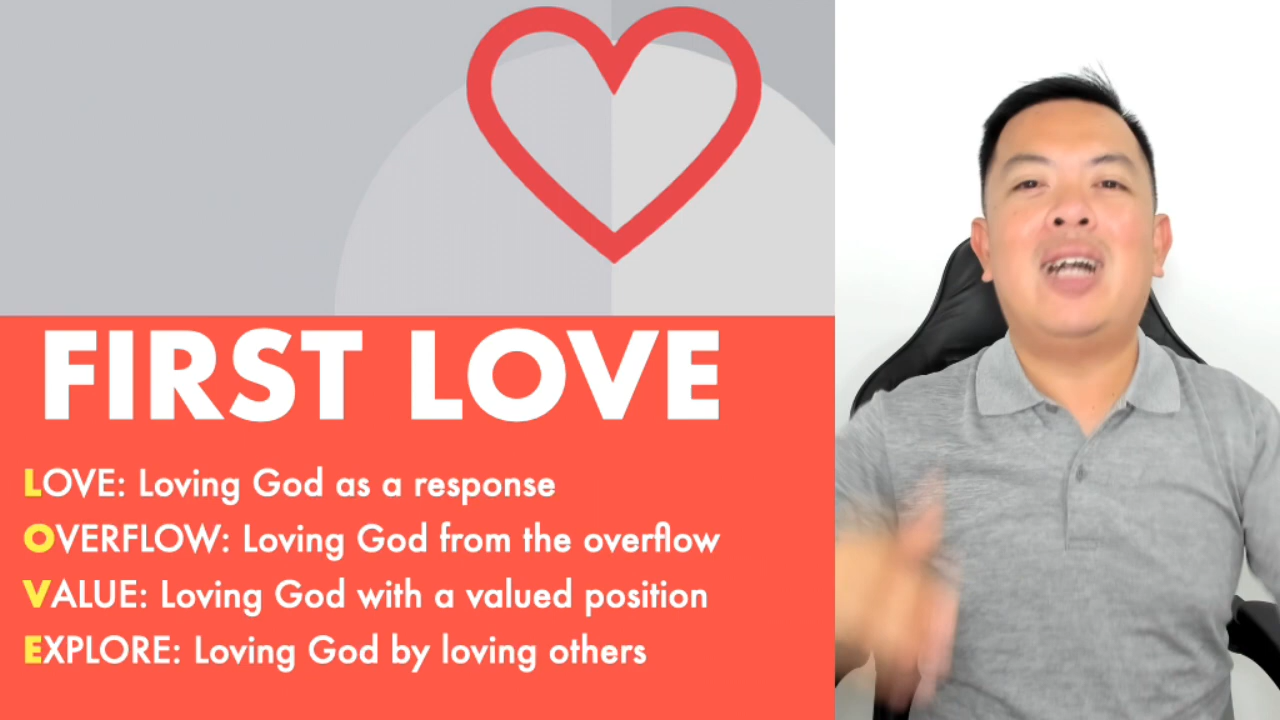 FIRST LOVE
LOVE: Loving God as a response
OVERFLOW: Loving God from the overflow
VALUE: Loving God with a valued position
EXPLORE: Loving God by loving others